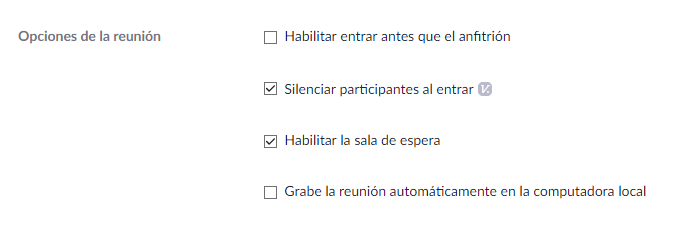 Opciones de la reunión
Habilitar entrar antes que el anfitrión
Silenciar participantes al entrar
Habilitar la sala de espera
Grabe la reunión automáticamente en la computadora local